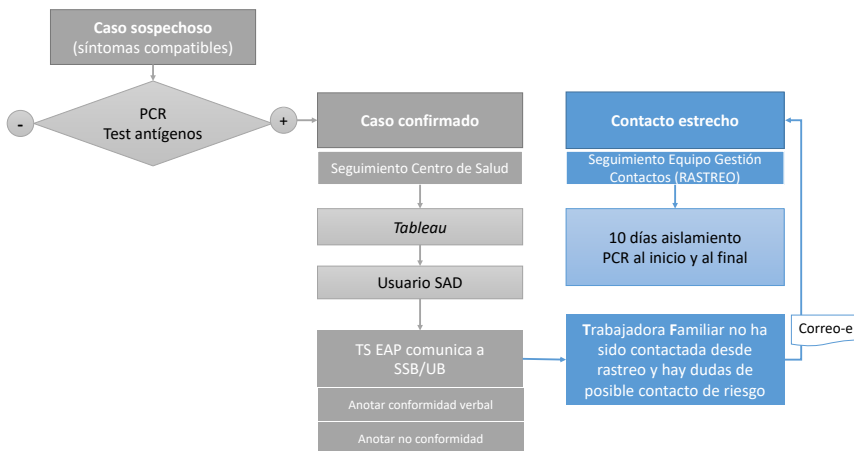 Caso sospechoso
(síntomas compatibles)
PCR
Test antígenos
-
+
Caso confirmado
Seguimiento Centro de Salud
Tableau
Usuario SAD
TS EAP comunica a
SSB/UB
Anotar conformidad verbal
Anotar no conformidad
Contacto estrecho
Seguimiento Equipo Gestión
Contactos (RASTREO)
10 días aislamiento
PCR al inicio y al final
Trabajadora Familiar no ha
sido contactada desde
rastreo y hay dudas de
posible contacto de riesgo
Correo-e